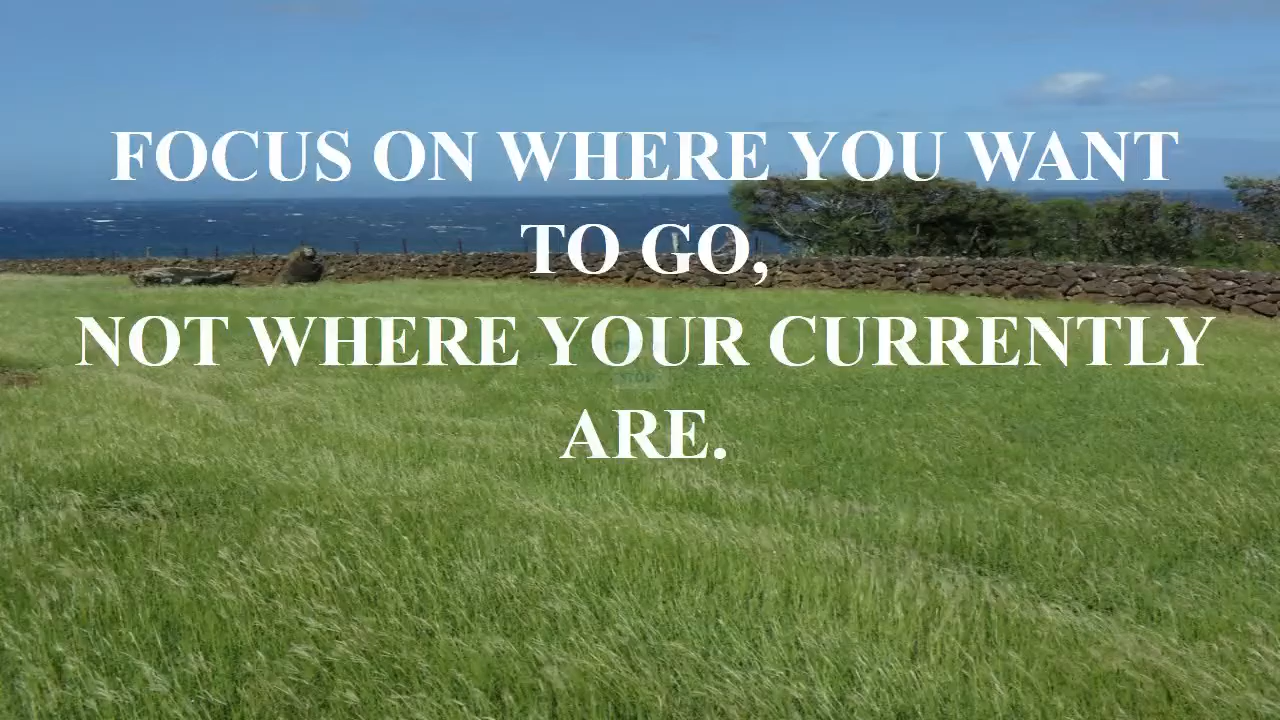 FOCUS ON WHERE YOU WANT
TO GO,
NOT WHERE YOUR CURRENTLY
ARE.